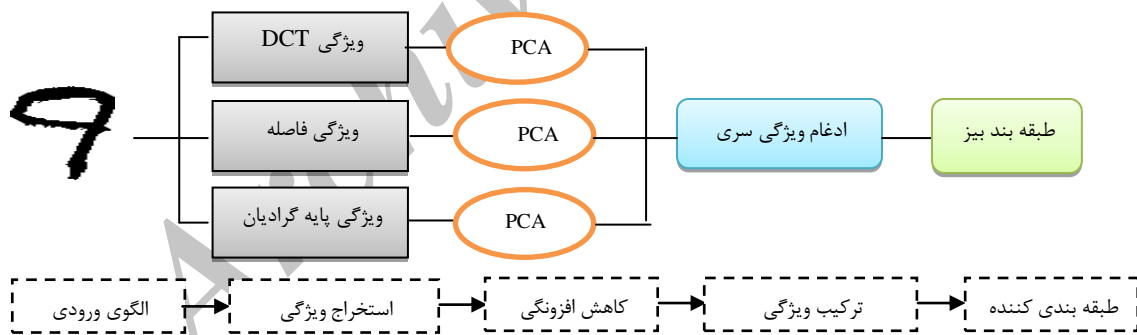 ویژگی DCT
PCA
ویژگی فاصله
PCA
ادغام ویژگی سری
طبقه بند بیز
ویژگی پایه گرادیان
PCA
الگوی ورودی
استخراج ویژگی
کاهش افزونگی
ترکیب ویژگی
طبقه بندی کننده